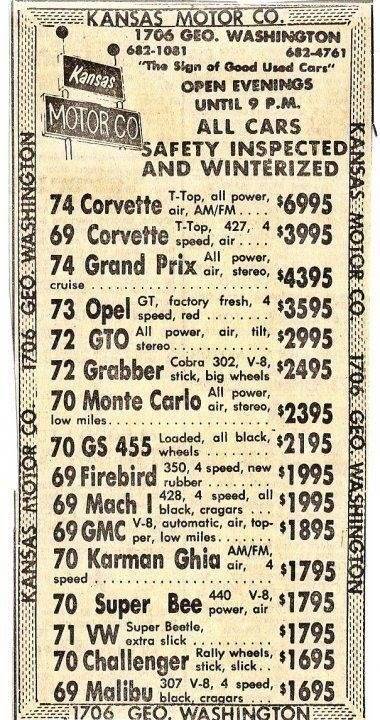 KANSAS MOTOR CO.
1706 GEO. WASHINGTON
682-1081 682-4761
"The Sign of Good Used Cars"
OPEN EVENINGS
UNTIL 9 P.M.
Kansas
MOTOR CO
ALL CARS
SAFETY INSPECTED
AND WINTERIZED
74 Corvette T-Top, all power, air, AM/FM .... $6995
69 Corvette T-Top, 427, 4 speed, air .... $3995
74 Grand Prix All power, air, stereo,
cruise .................... $4395
73 Opel GT, factory fresh, 4 speed, red ........ $3595
72 GTO All power, air, tilt, stereo ............ $2995
72 Grabber Cobra 302, V-8, stick, big wheels $2495
70 Monte Carlo All power, air, stereo,
low miles .................... $2395
70 GS 455 Loaded, all black, wheels ........ $2195
69 Firebird 350, 4 speed, new rubber ........ $1995
69 Mach I 428, 4 speed, all black, cragars ... $1995
69 GMC V-8, automatic, air, top-per, low miles .... $1895
70 Karman Ghia AM/FM, air, 4
speed .................... $1795
70 Super Bee 440 V-8, power, air $1795
71 VW Super Beetle, extra slick ........ $1795
70 Challenger Rally wheels, stick, slick .. $1695
69 Malibu 307 V-8, 4 speed, black, cragars ... $1695
1706 GEO. WASHINGTON
KANSAS MOTOR CO. 1706 GEO. WASHINGTON
KANSAS MOTOR CO. 1706 GEO. WASHINGTON